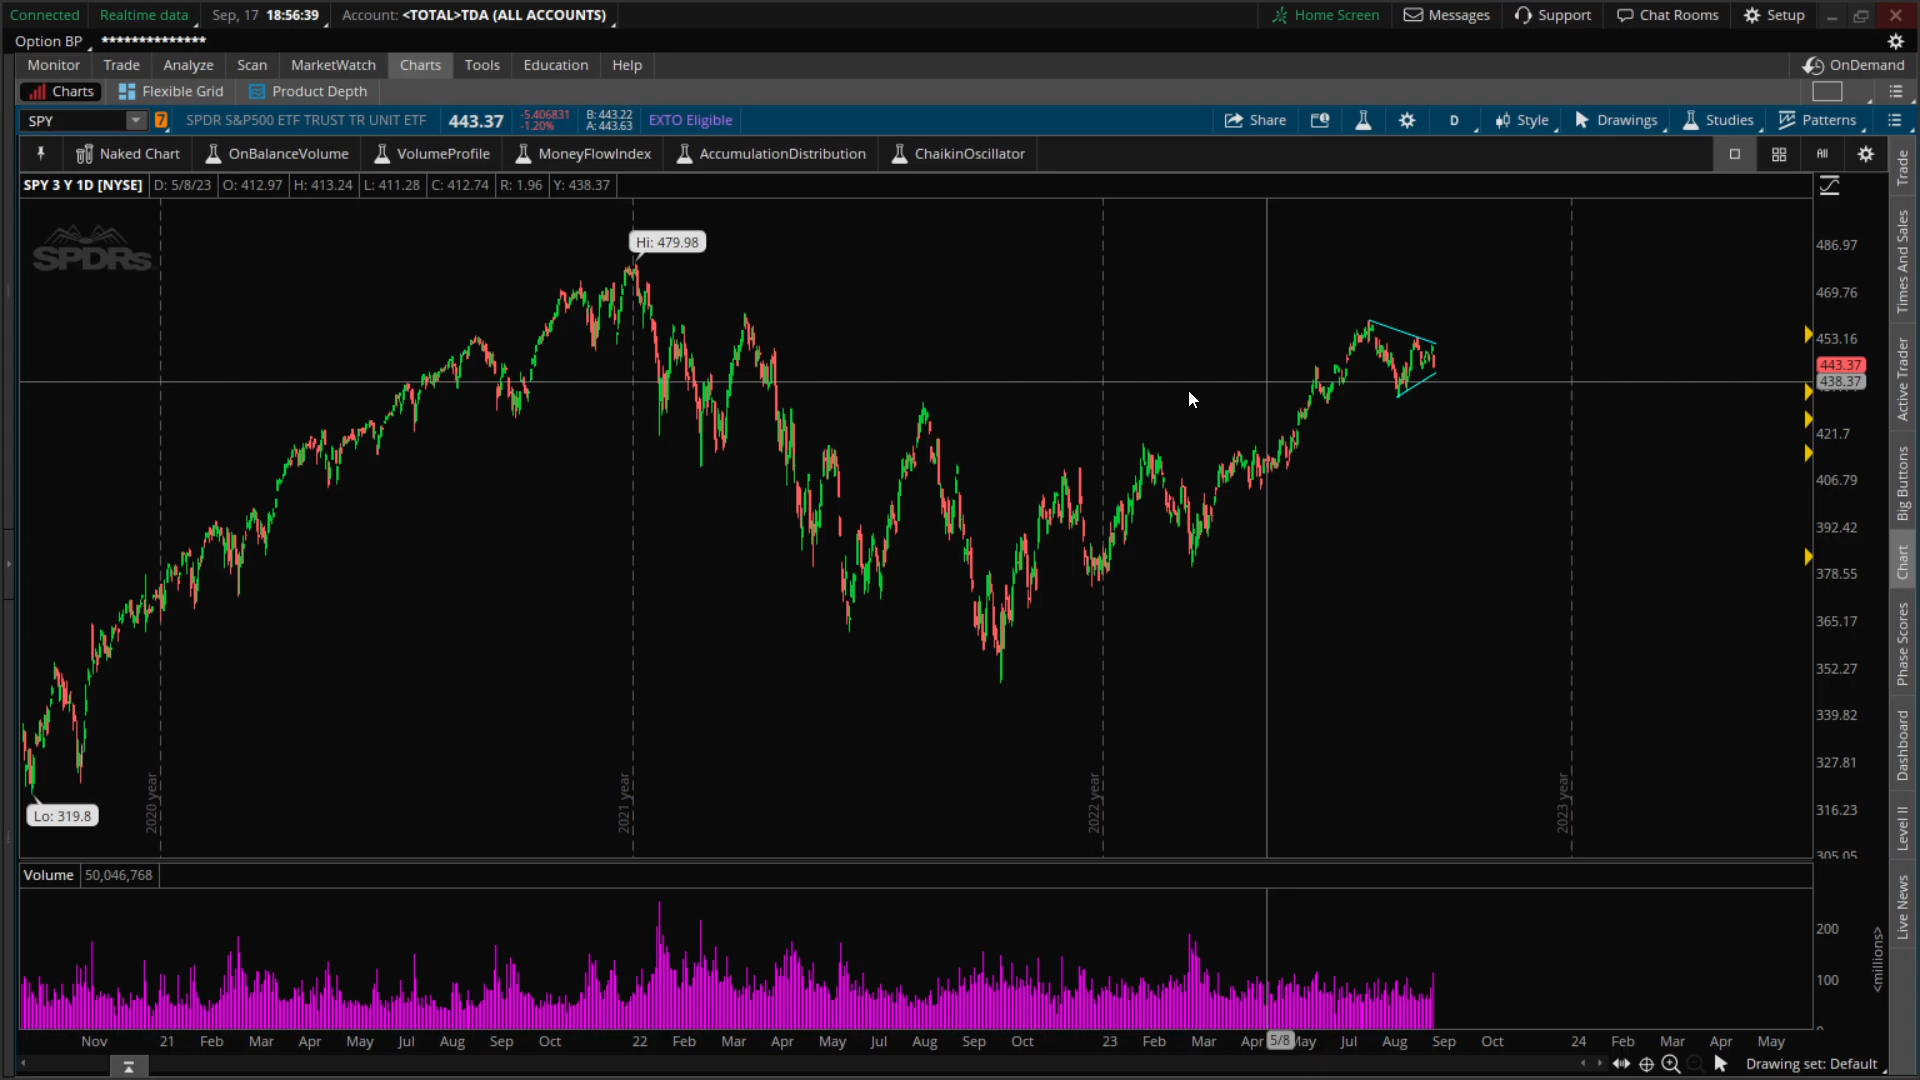 Connected Realtime data Sep, 17 18:56:39 Account: <TOTAL>TDA (ALL ACCOUNTS) Home Screen Messages Support Chat Rooms Setup
Option BP **************
Monitor Trade Analyze Scan MarketWatch Charts Tools Education Help OnDemand
Charts Flexible Grid Product Depth
SPY 7 SPDR S&P500 ETF TRUST TR UNIT ETF 443.37 -5.406831 -1.20% B: 443.22 A: 443.63 EXTO Eligible Share D Style Drawings Studies Patterns
Naked Chart OnBalanceVolume VolumeProfile MoneyFlowIndex AccumulationDistribution ChaikinOscillator All
SPY 3 Y 1D [NYSE] D: 5/8/23 O: 412.97 H: 413.24 L: 411.28 C: 412.74 R: 1.96 Y: 438.37
SPDRs
Hi: 479.98
Lo: 319.8
2020 year
2021 year
2022 year
2023 year
486.97
469.76
453.16
443.37
438.37
421.7
406.79
392.42
378.55
365.17
352.27
339.82
327.81
316.23
305.05
Volume 50,046,768
200
100
<millions>
Nov 21 Feb Mar Apr May Jul Aug Sep Oct 22 Feb Mar Apr May Jul Aug Sep Oct 23 Feb Mar Apr 5/8 May Jul Aug Sep Oct 24 Feb Mar Apr May
Drawing set: Default
Trade
Times And Sales
Active Trader
Big Buttons
Chart
Phase Scores
Dashboard
Level II
Live News